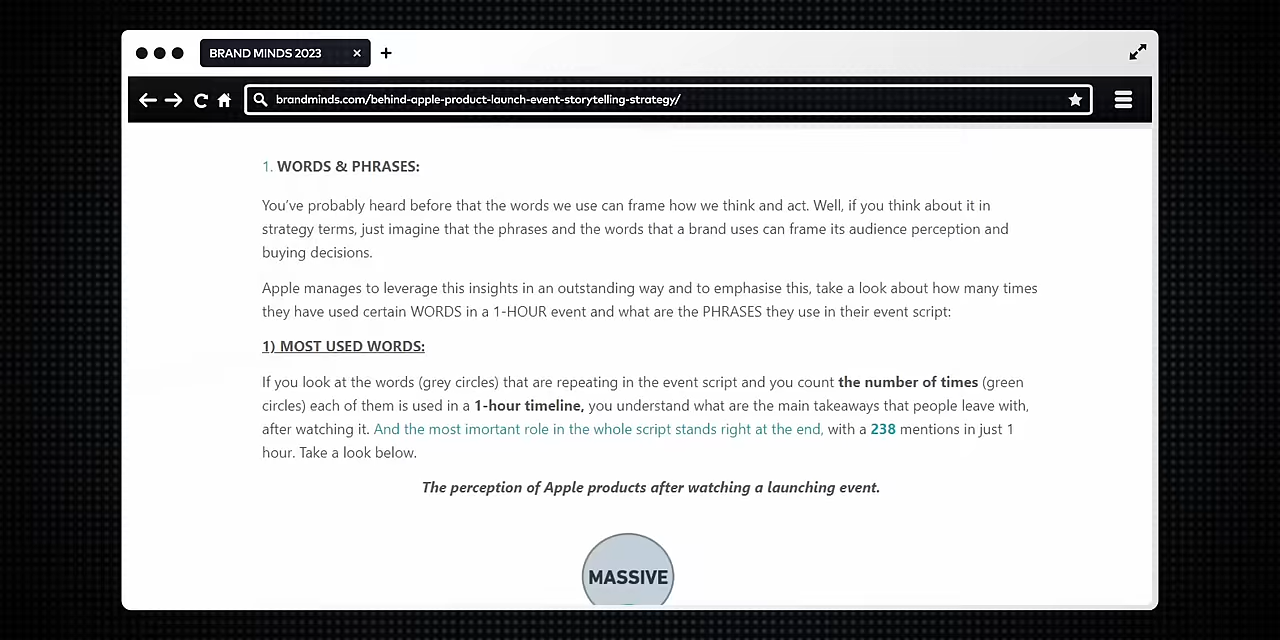 BRAND MINDS 2023
brandminds.com/behind-apple-product-launch-event-storytelling-strategy/
1. WORDS & PHRASES:
You've probably heard before that the words we use can frame how we think and act. Well, if you think about it in
strategy terms, just imagine that the phrases and the words that a brand uses can frame its audience perception and
buying decisions.
Apple manages to leverage this insights in an outstanding way and to emphasise this, take a look about how many times
they have used certain WORDS in a 1-HOUR event and what are the PHRASES they use in their event script:
1) MOST USED WORDS:
If you look at the words (grey circles) that are repeating in the event script and you count the number of times (green
circles) each of them is used in a 1-hour timeline, you understand what are the main takeaways that people leave with,
after watching it. And the most imortant role in the whole script stands right at the end, with a 238 mentions in just 1
hour. Take a look below.
The perception of Apple products after watching a launching event.
MASSIVE